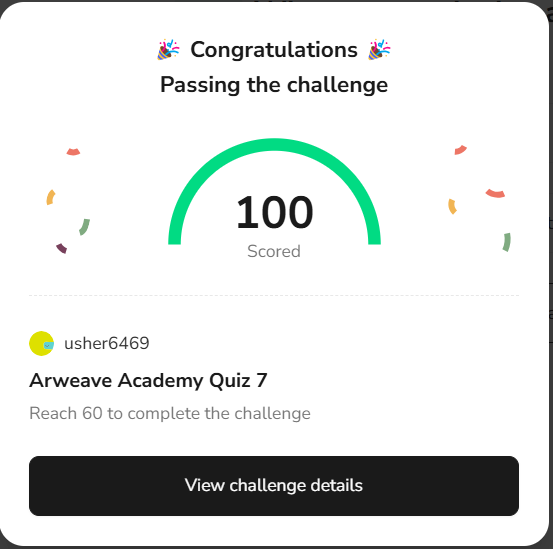 Congratulations
Passing the challenge
100
Scored
usher6469
Arweave Academy Quiz 7
Reach 60 to complete the challenge
View challenge details